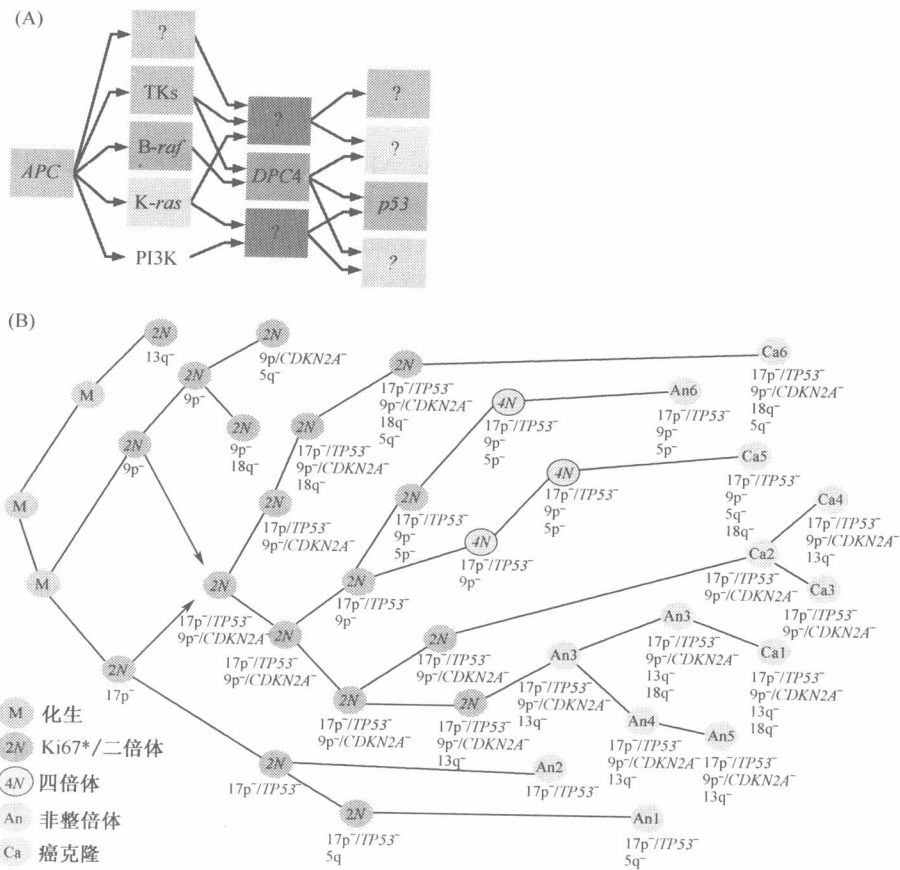 (A)
?
TKs
B-raf
K-ras
PI3K
APC
?
DPC4
?
?
?
p53
?
(B)
2N
13q⁻
M
M
M
2N
9p⁻
2N
9p⁻
2N
9p/CDKN2A⁻
5q⁻
2N
9p⁻
18q⁻
2N
17p⁻
2N
17p⁻/TP53⁻
9p⁻/CDKN2A⁻
2N
17p/TP53⁻
9p⁻/CDKN2A⁻
2N
17p⁻/TP53⁻
9p⁻/CDKN2A⁻
18q⁻
2N
17p⁻/TP53⁻
9p⁻/CDKN2A⁻
18q⁻
5q⁻
Ca6
17p⁻/TP53⁻
9p⁻/CDKN2A⁻
18q⁻
5q⁻
2N
17p⁻/TP53⁻
9p⁻/CDKN2A⁻
2N
17p⁻/TP53⁻
9p⁻
2N
17p⁻/TP53⁻
9p⁻
5p⁻
4N
17p⁻/TP53⁻
9p⁻
5p⁻
An6
17p⁻/TP53⁻
9p⁻
5p⁻
4N
17p⁻/TP53⁻
9p⁻
4N
17p⁻/TP53⁻
9p⁻
5p⁻
Ca5
17p⁻/TP53⁻
9p⁻
5q⁻
18q⁻
2N
17p⁻/TP53⁻
9p⁻/CDKN2A⁻
2N
17p⁻/TP53⁻
9p⁻/CDKN2A⁻
Ca2
17p⁻/TP53⁻
9p⁻/CDKN2A⁻
Ca4
17p⁻/TP53⁻
9p⁻/CDKN2A⁻
13q⁻
Ca3
17p⁻/TP53⁻
9p⁻/CDKN2A⁻
2N
17p⁻/TP53⁻
9p⁻/CDKN2A⁻
13q⁻
An3
17p⁻/TP53⁻
9p⁻/CDKN2A⁻
13q⁻
An3
17p⁻/TP53⁻
9p⁻/CDKN2A⁻
13q⁻
18q⁻
Ca1
17p⁻/TP53⁻
9p⁻/CDKN2A⁻
13q⁻
18q⁻
An4
17p⁻/TP53⁻
9p⁻/CDKN2A⁻
13q⁻
An5
17p⁻/TP53⁻
9p⁻/CDKN2A⁻
13q⁻
2N
17p⁻/TP53⁻
An2
17p⁻/TP53⁻
2N
17p⁻/TP53⁻
5q
An1
17p⁻/TP53⁻
5q⁻
M 化生
2N Ki67*/二倍体
4N 四倍体
An 非整倍体
Ca 癌克隆